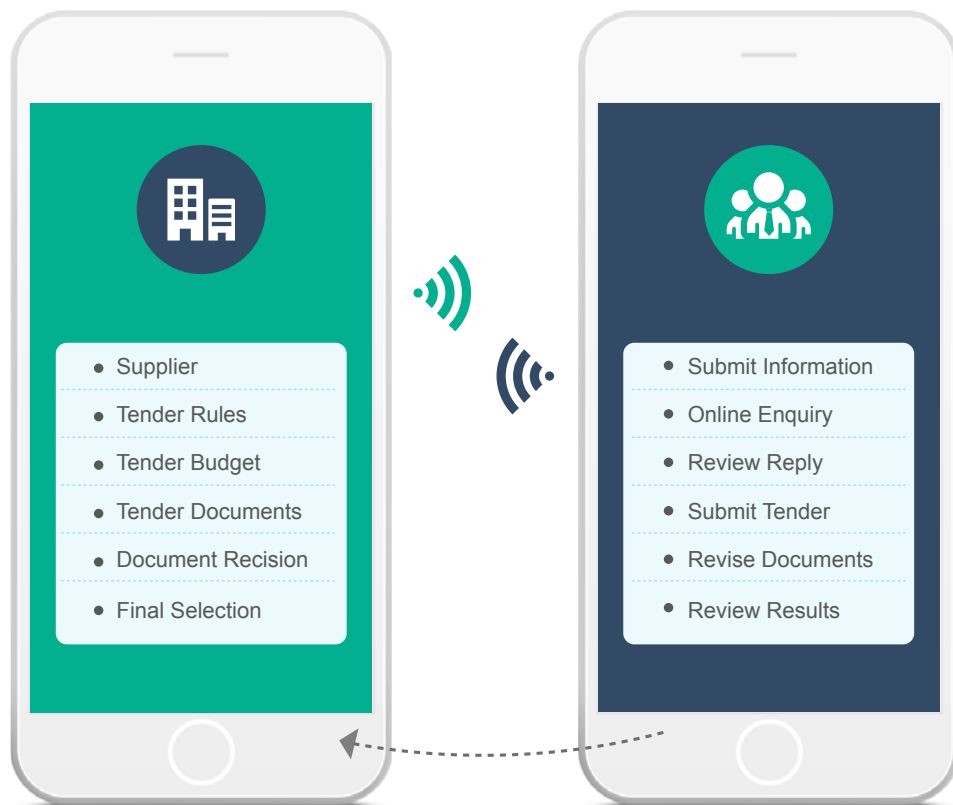 Supplier
Tender Rules
Tender Budget
Tender Documents
Document Recision
Final Selection
Submit Information
Online Enquiry
Review Reply
Submit Tender
Revise Documents
Review Results